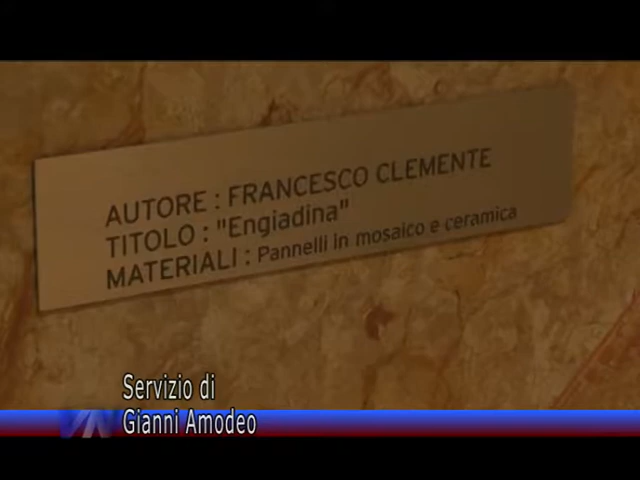 AUTORE : FRANCESCO CLEMENTE
TITOLO : "Engiadina"
MATERIALI : Pannelli in mosaico e ceramica
Servizio di
Gianni Amodeo